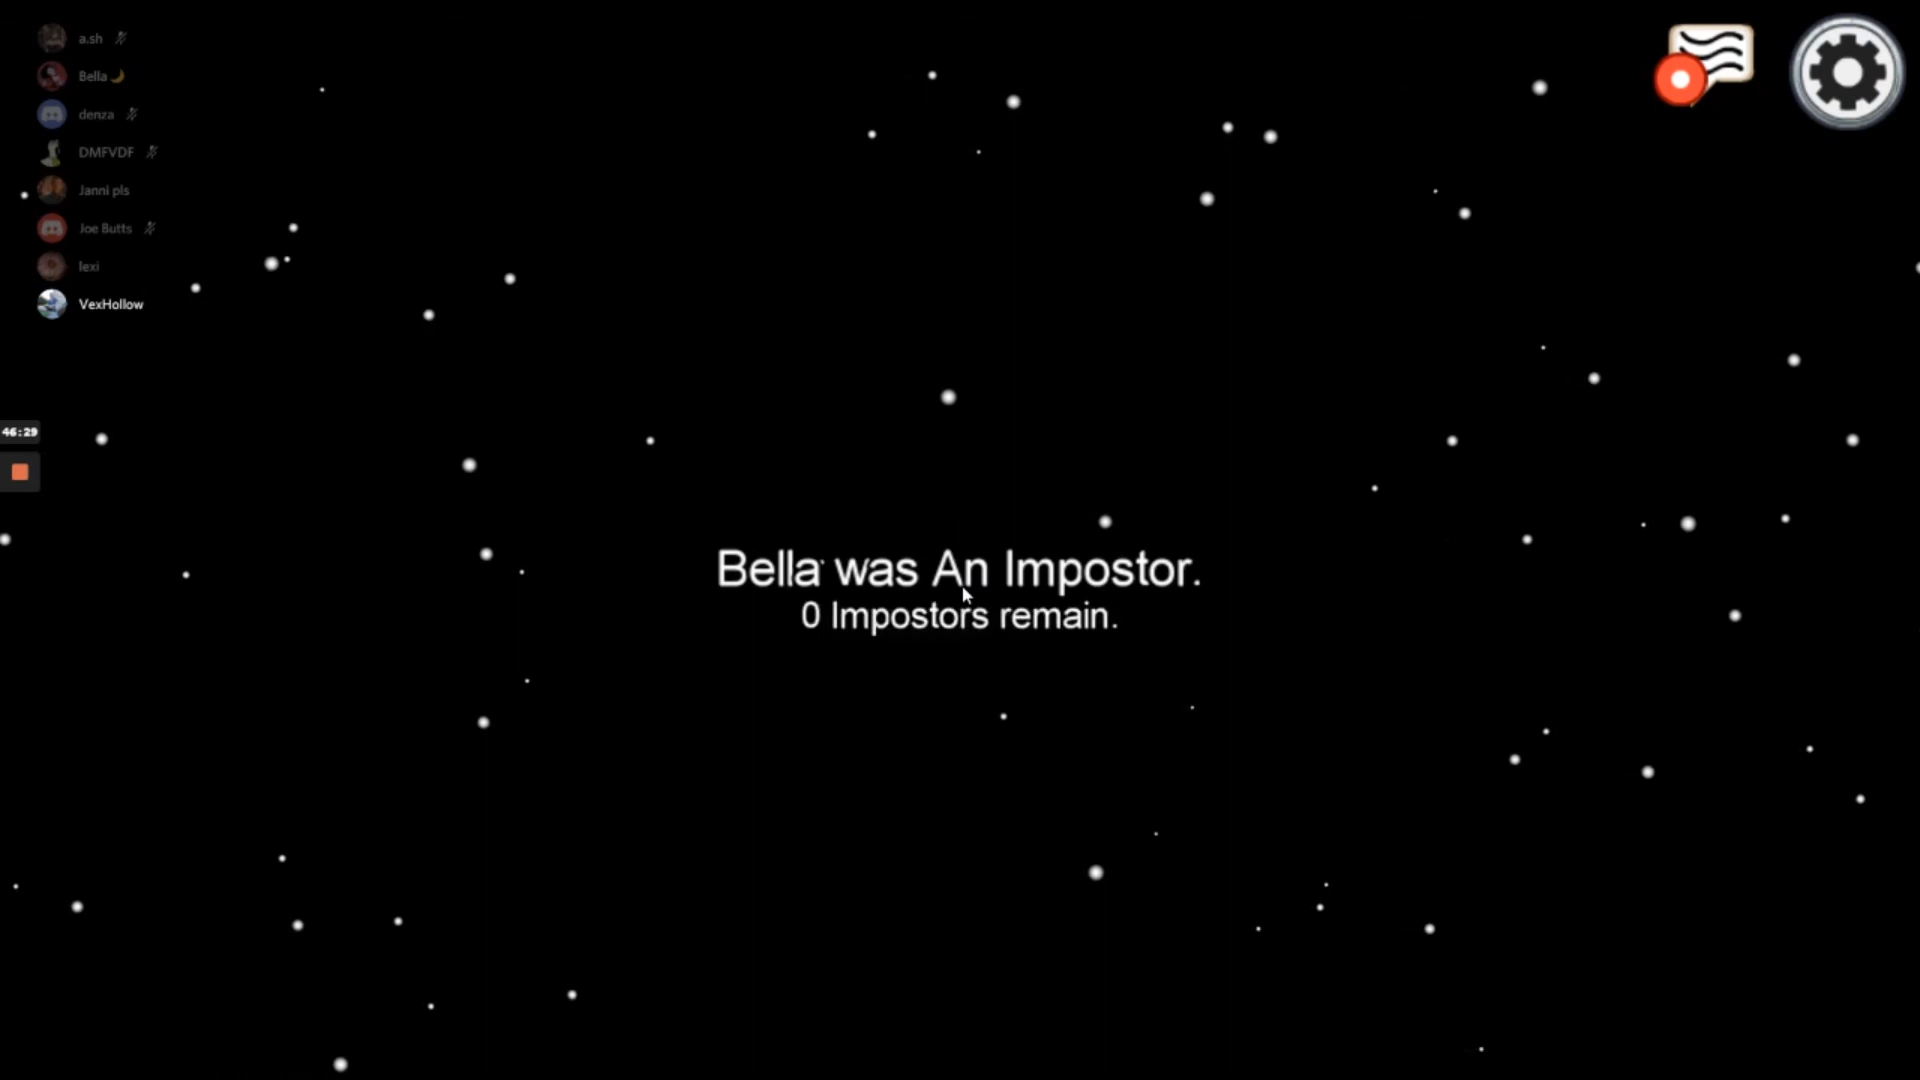 a.sh
Bella 🌙
denza
DMFVDF
Janni pls
Joe Butts
lexi
VexHollow
46:29
Bella was An Impostor.
0 Impostors remain.